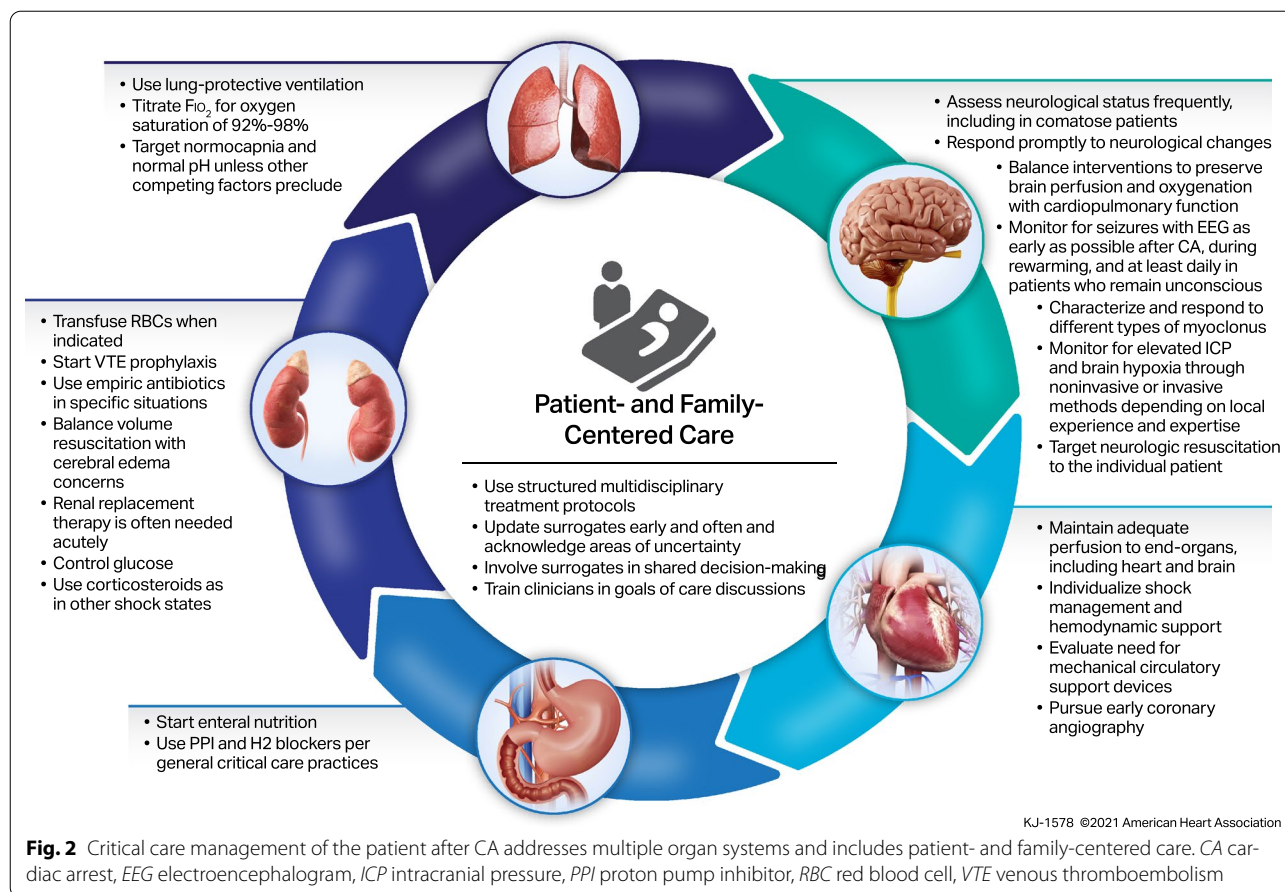 • Use lung-protective ventilation
• Titrate FIO2 for oxygen
saturation of 92%-98%
• Target normocapnia and
normal pH unless other
competing factors preclude
• Assess neurological status frequently,
including in comatose patients
• Respond promptly to neurological changes
• Balance interventions to preserve
brain perfusion and oxygenation
with cardiopulmonary function
• Monitor for seizures with EEG as
early as possible after CA, during
rewarming, and at least daily in
patients who remain unconscious
• Characterize and respond to
different types of myoclonus
• Monitor for elevated ICP
and brain hypoxia through
noninvasive or invasive
methods depending on local
experience and expertise
• Target neurologic resuscitation
to the individual patient
• Transfuse RBCs when
indicated
• Start VTE prophylaxis
• Use empiric antibiotics
in specific situations
• Balance volume
resuscitation with
cerebral edema
concerns
• Renal replacement
therapy is often needed
acutely
• Control glucose
• Use corticosteroids as
in other shock states
Patient- and Family-
Centered Care
• Use structured multidisciplinary
treatment protocols
• Update surrogates early and often and
acknowledge areas of uncertainty
• Involve surrogates in shared decision-making
g
• Train clinicians in goals of care discussions
• Maintain adequate
perfusion to end-organs,
including heart and brain
• Individualize shock
management and
hemodynamic support
• Evaluate need for
mechanical circulatory
support devices
• Pursue early coronary
angiography
• Start enteral nutrition
• Use PPI and H2 blockers per
general critical care practices
KJ-1578 ©2021 American Heart Association
Fig. 2 Critical care management of the patient after CA addresses multiple organ systems and includes patient- and family-centered care. CA car-
diac arrest, EEG electroencephalogram, ICP intracranial pressure, PPI proton pump inhibitor, RBC red blood cell, VTE venous thromboembolism